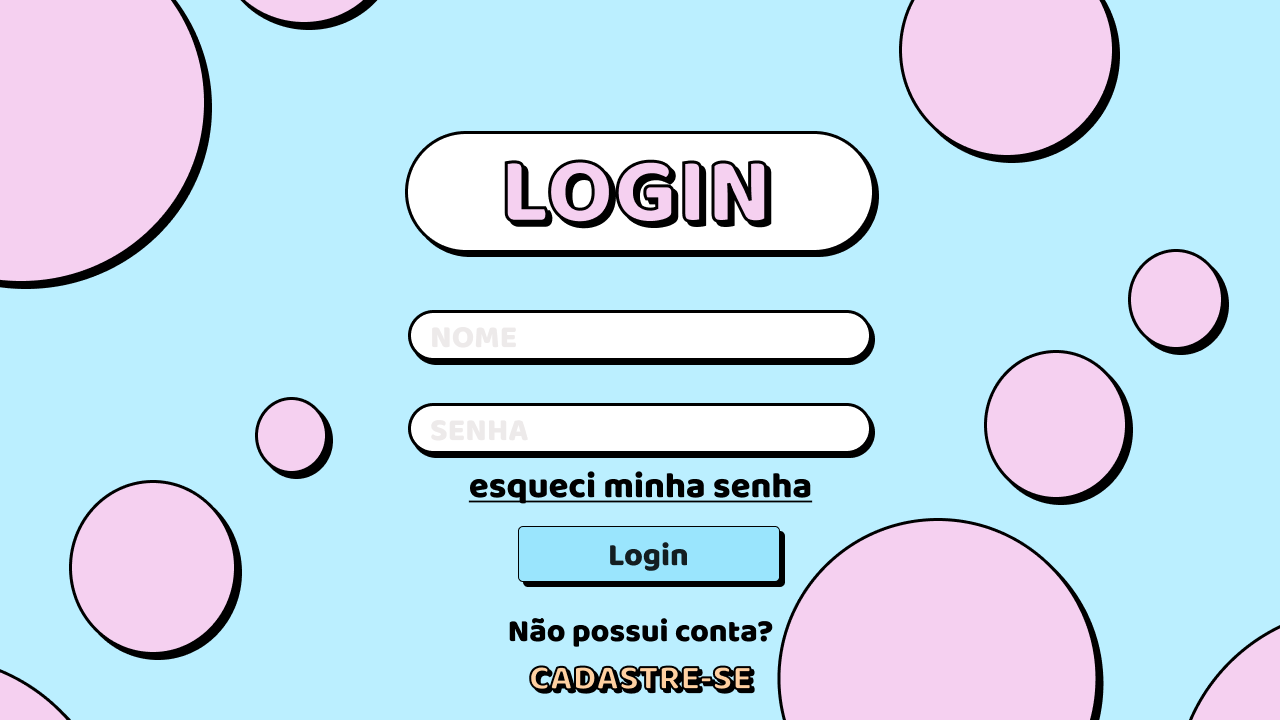 LOGIN
NOME
SENHA
esqueci minha senha
Login
Não possui conta?
CADASTRE-SE